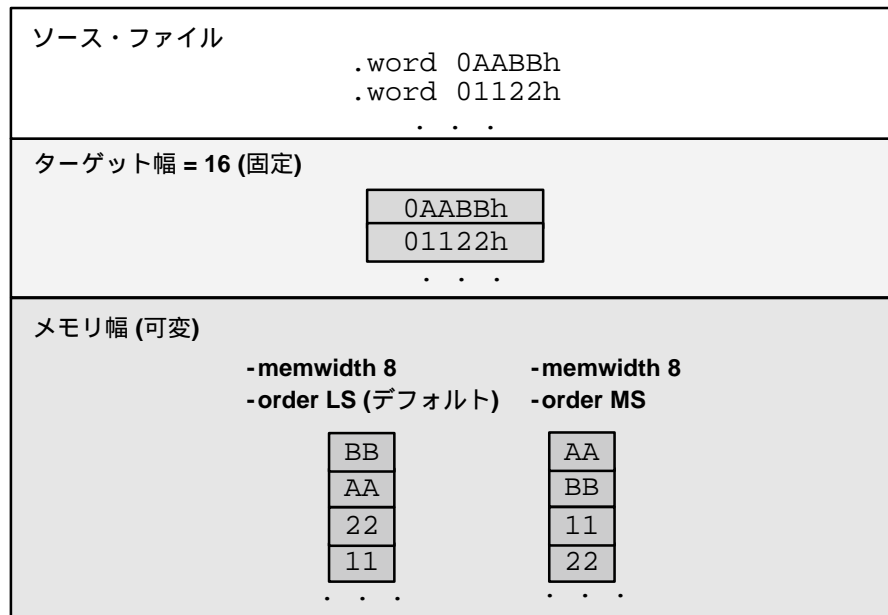 ソース・ファイル
.word 0AABBh
.word 01122h
. . .
ターゲット幅 = 16 (固定)
0AABBh
01122h
. . .
メモリ幅 (可変)
-memwidth 8
-order LS (デフォルト)
BB
AA
22
11
. . .
-memwidth 8
-order MS
AA
BB
11
22
. . .